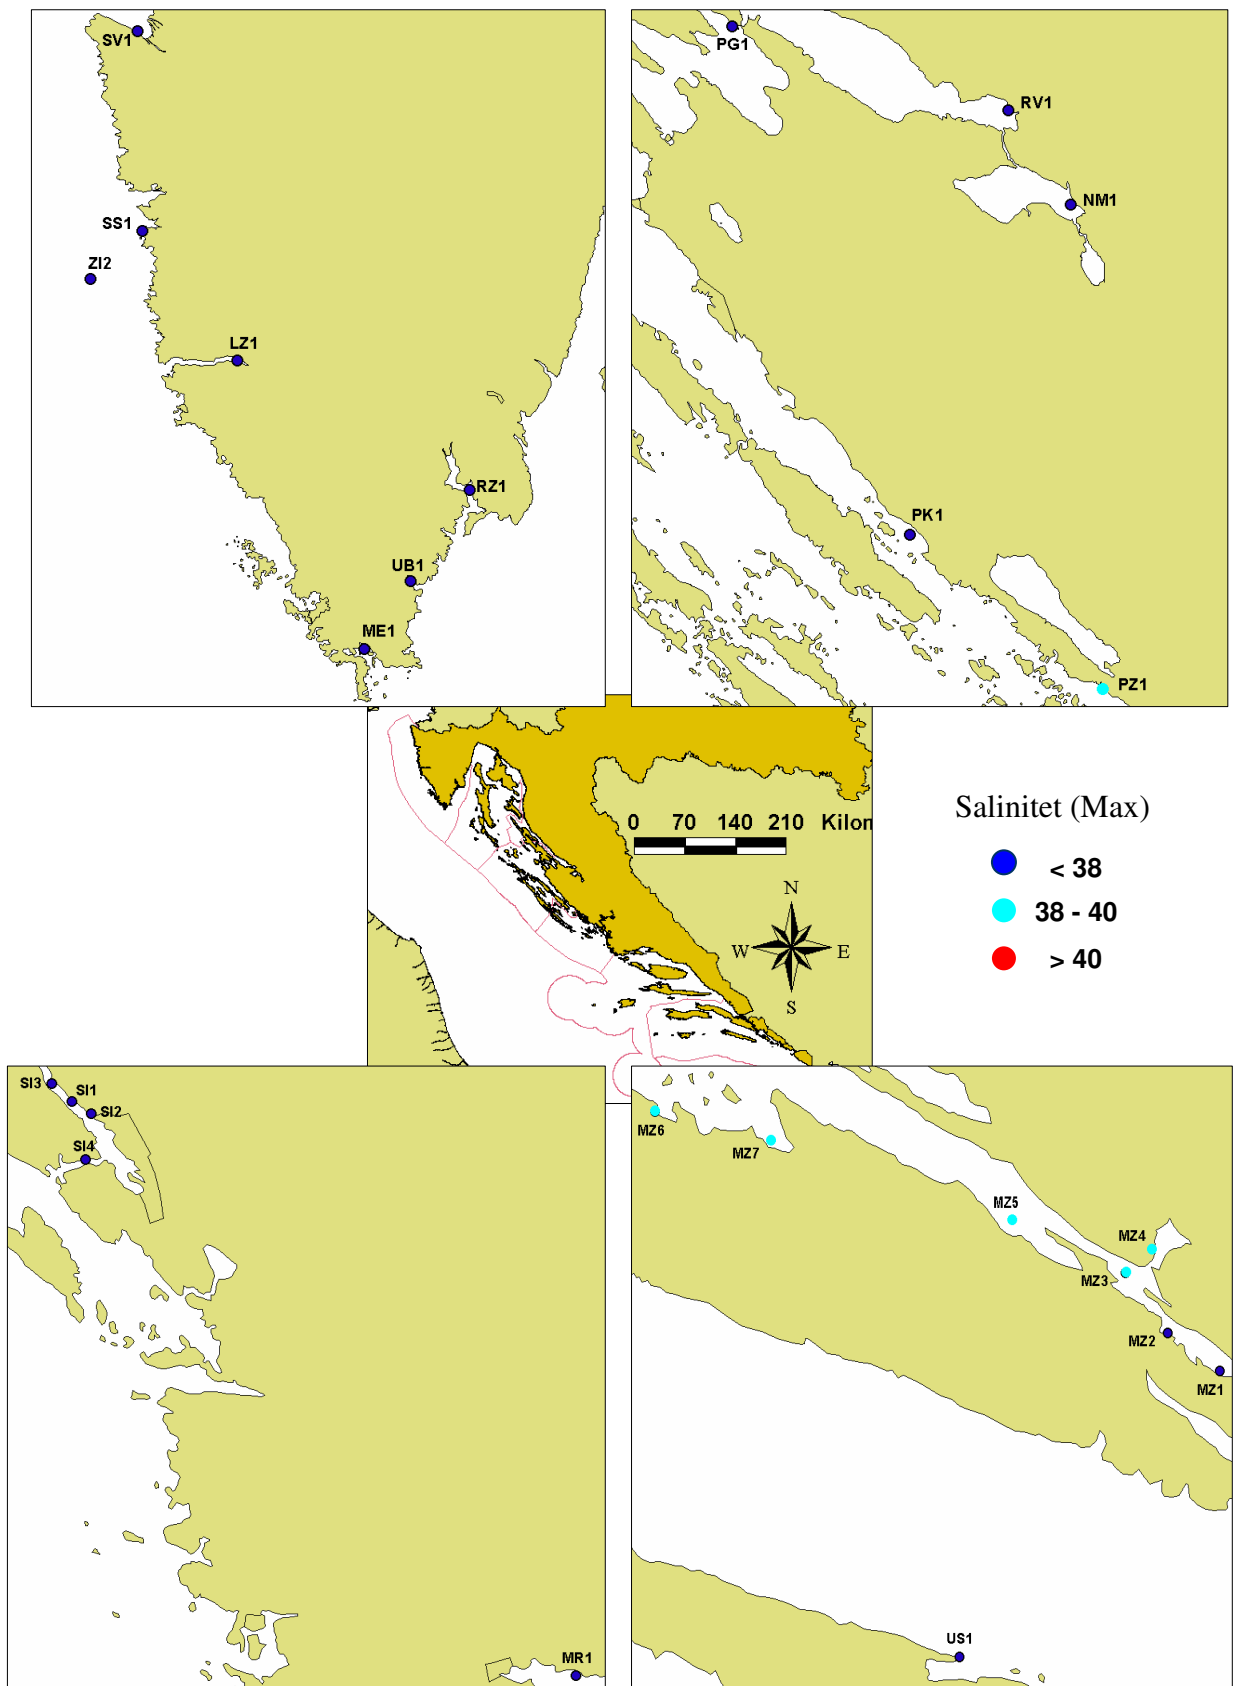 SV1
SS1
ZI2
LZ1
RZ1
UB1
ME1
PG1
RV1
NM1
PK1
PZ1
0 70 140 210 Kilon
N
W E
S
Salinitet (Max)
< 38
38 - 40
> 40
SI3
SI1
SI2
SI4
MR1
MZ6
MZ7
MZ5
MZ4
MZ3
MZ2
MZ1
US1